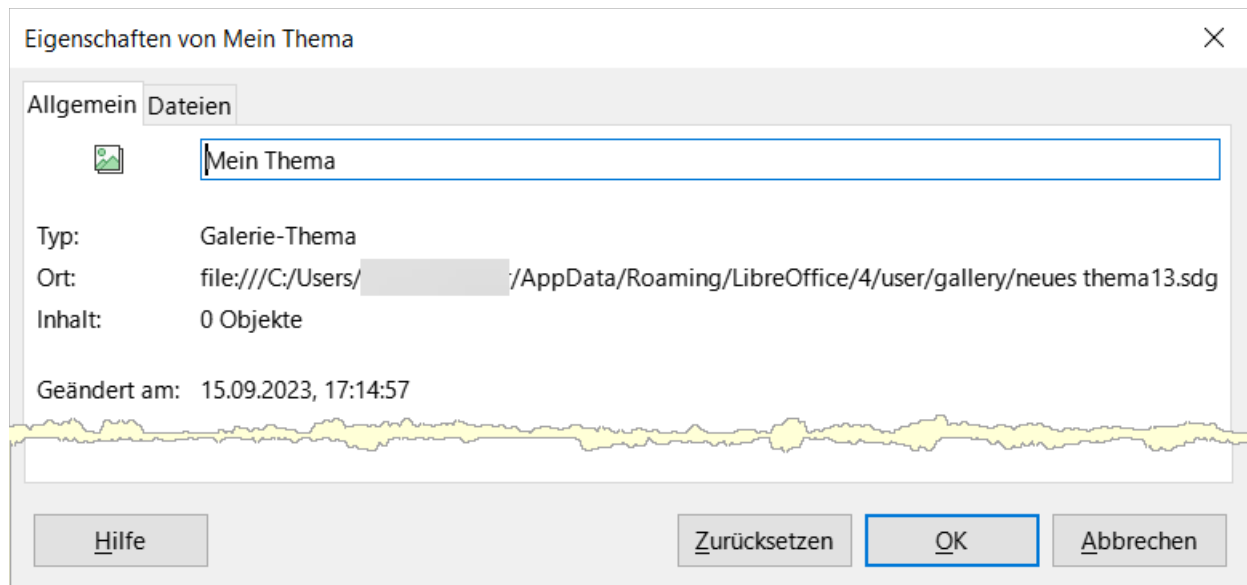 Eigenschaften von Mein Thema
Allgemein Dateien
Mein Thema
Typ: Galerie-Thema
Ort: file:///C:/Users/ /AppData/Roaming/LibreOffice/4/user/gallery/neues thema13.sdg
Inhalt: 0 Objekte
Geändert am: 15.09.2023, 17:14:57
Hilfe Zurücksetzen OK Abbrechen